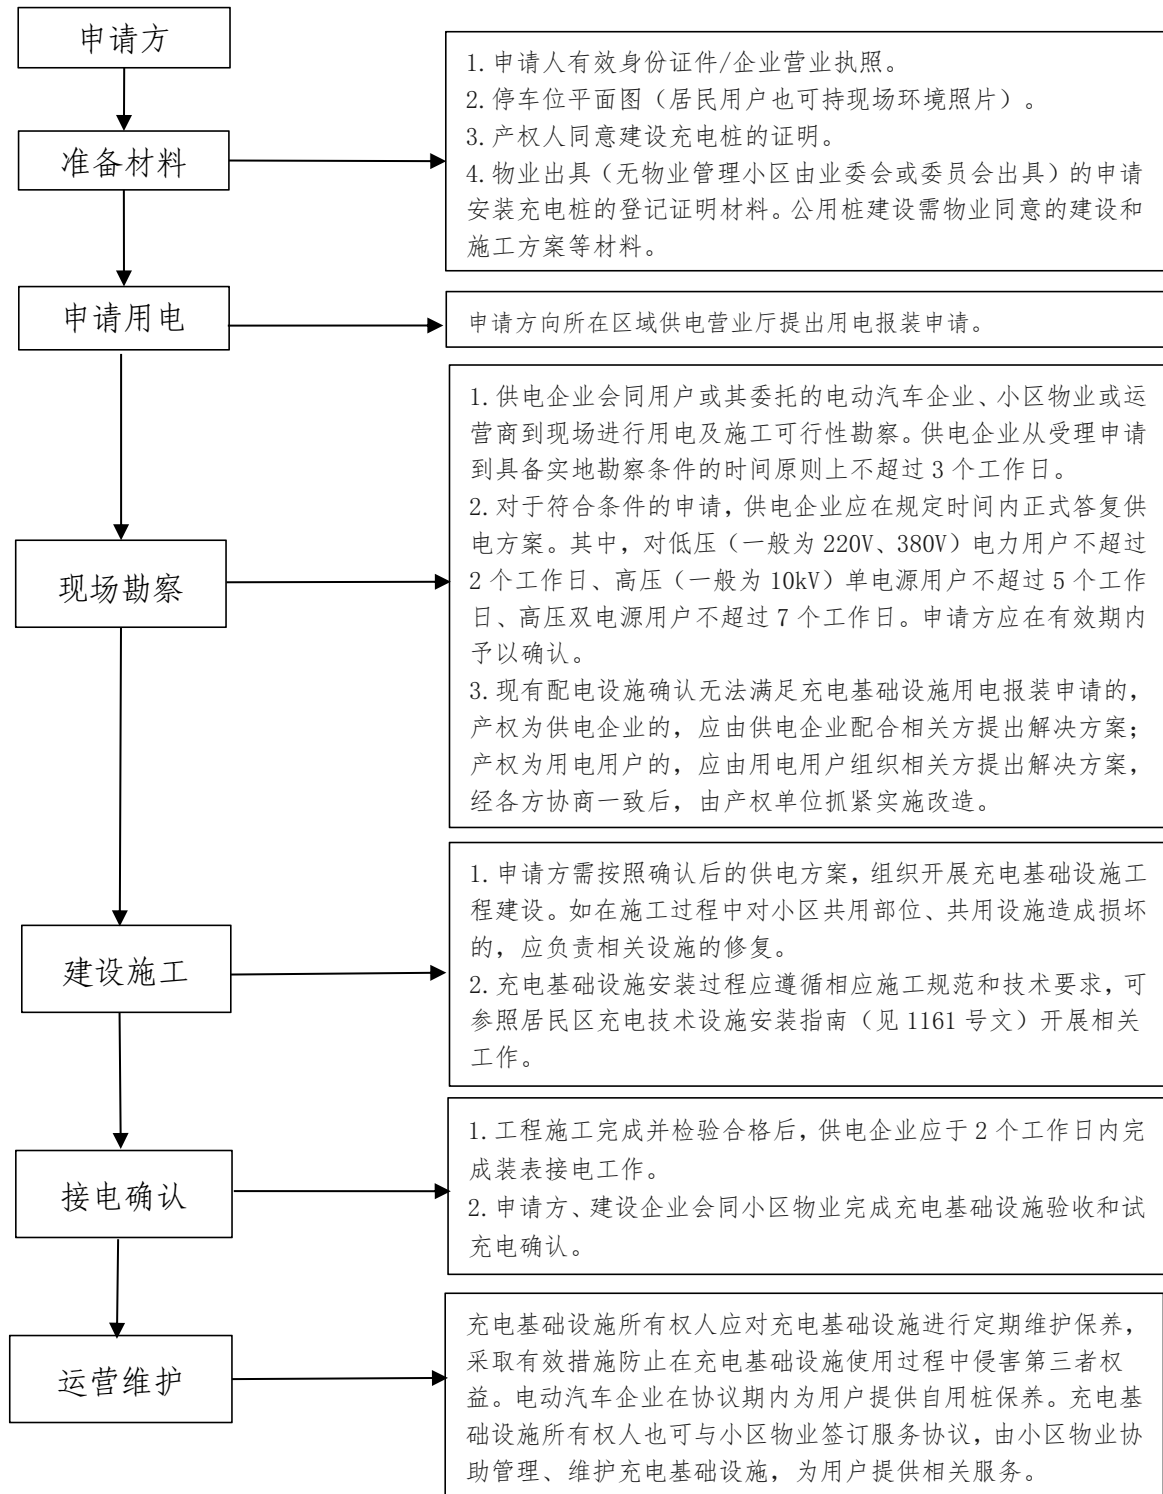 申请方
1.申请人有效身份证件/企业营业执照。
2.停车位平面图（居民用户也可持现场环境照片）。
3.产权人同意建设充电桩的证明。
4.物业出具（无物业管理小区由业委会或委员会出具）的申请
安装充电桩的登记证明材料。公用桩建设需物业同意的建设和
施工方案等材料。
准备材料
申请用电
申请方向所在区域供电营业厅提出用电报装申请。
1.供电企业会同用户或其委托的电动汽车企业、小区物业或运
营商到现场进行用电及施工可行性勘察。供电企业从受理申请
到具备实地勘察条件的时间原则上不超过3个工作日。
2.对于符合条件的申请，供电企业应在规定时间内正式答复供
电方案。其中，对低压（一般为220V、380V）电力用户不超过
2个工作日、高压（一般为10kV）单电源用户不超过5个工作
日、高压双电源用户不超过7个工作日。申请方应在有效期内
予以确认。
3.现有配电设施确认无法满足充电基础设施用电报装申请的，
产权为供电企业的，应由供电企业配合相关方提出解决方案；
产权为用电用户的，应由用电用户组织相关方提出解决方案，
经各方协商一致后，由产权单位抓紧实施改造。
现场勘察
1.申请方需按照确认后的供电方案，组织开展充电基础设施工
程建设。如在施工过程中对小区共用部位、共用设施造成损坏
的，应负责相关设施的修复。
2.充电基础设施安装过程应遵循相应施工规范和技术要求，可
参照居民区充电技术设施安装指南（见1161号文）开展相关
工作。
建设施工
1.工程施工完成并检验合格后，供电企业应于2个工作日内完
成装表接电工作。
2.申请方、建设企业会同小区物业完成充电基础设施验收和试
充电确认。
接电确认
充电基础设施所有权人应对充电基础设施进行定期维护保养，
采取有效措施防止在充电基础设施使用过程中侵害第三者权
益。电动汽车企业在协议期内为用户提供自用桩保养。充电基
础设施所有权人也可与小区物业签订服务协议，由小区物业协
助管理、维护充电基础设施，为用户提供相关服务。
运营维护